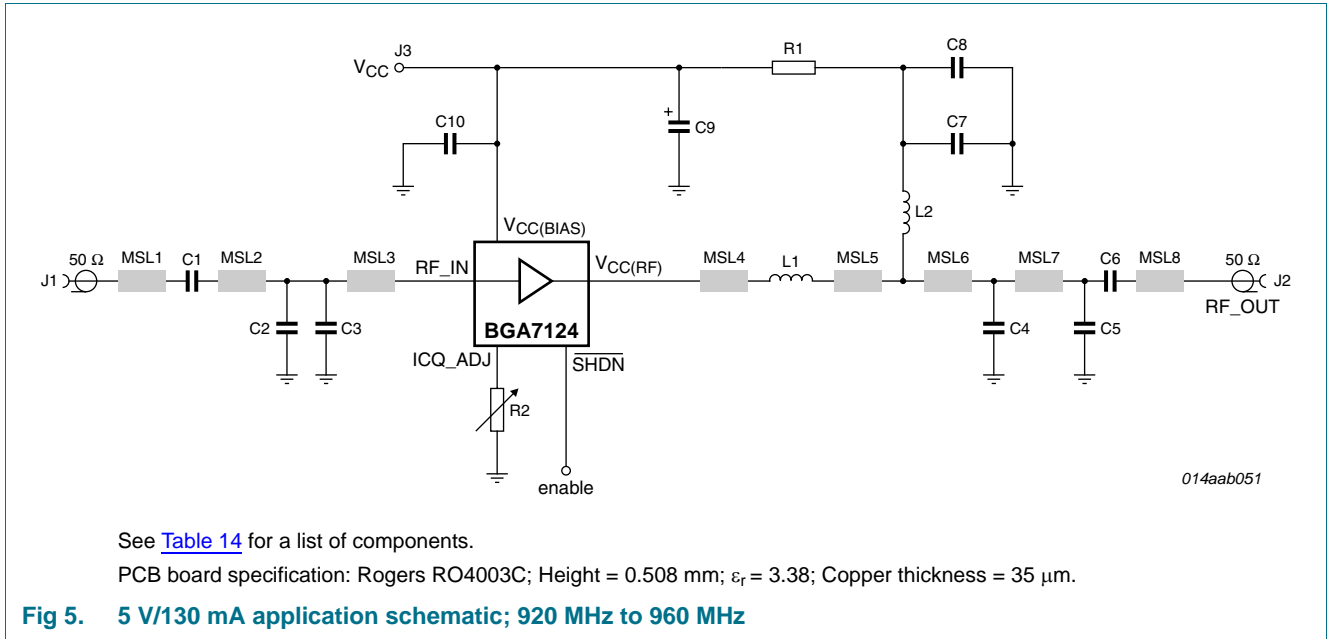 J3
VCC
R1
C8
C10
+
C9
C7
L2
VCC(BIAS)
J1
50 Ω
MSL1
C1
MSL2
MSL3
RF_IN
VCC(RF)
MSL4
L1
MSL5
MSL6
MSL7
C6
MSL8
50 Ω
J2
RF_OUT
C2
C3
BGA7124
C4
C5
ICQ_ADJ
SHDN
R2
enable
014aab051
See Table 14 for a list of components.
PCB board specification: Rogers RO4003C; Height = 0.508 mm; εr = 3.38; Copper thickness = 35 μm.
Fig 5. 5 V/130 mA application schematic; 920 MHz to 960 MHz